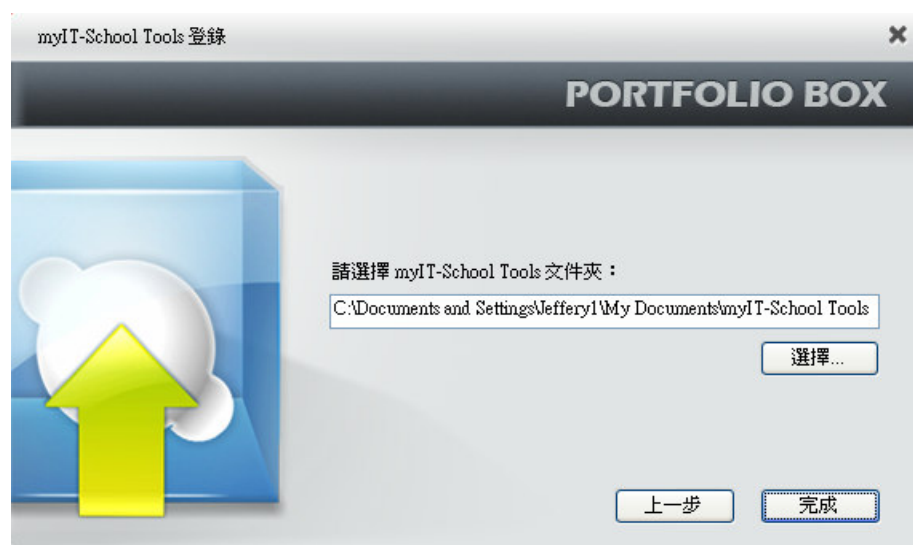 myIT-School Tools 登錄
PORTFOLIO BOX
請選擇 myIT-School Tools 文件夾：
C:\Documents and Settings\Jeffery1\My Documents\myIT-School Tools
選擇...
上一步
完成